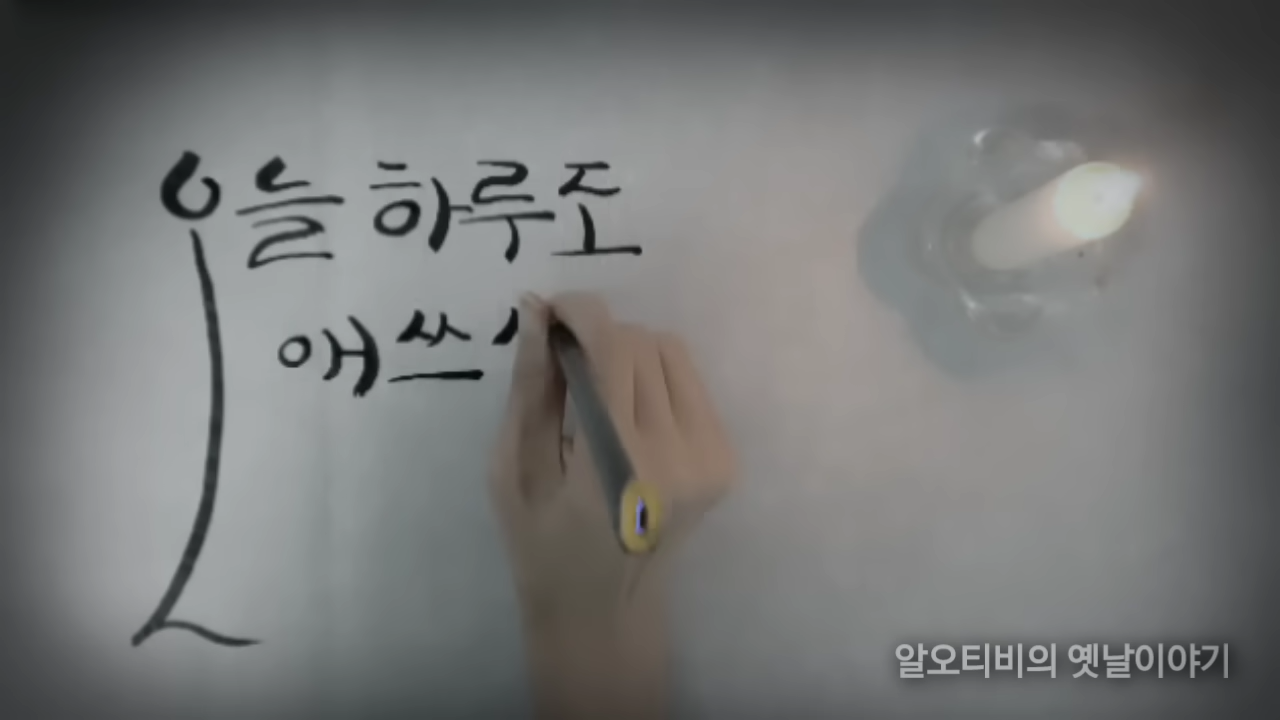 오늘 하루도
애쓰
알오티비의 옛날이야기